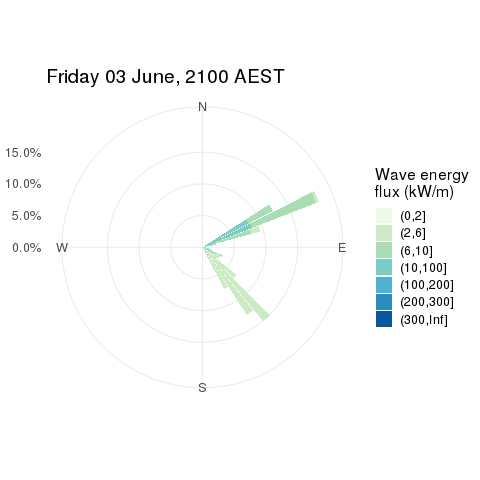 Friday 03 June, 2100 AEST
N
15.0%
10.0%
5.0%
0.0%
W
E
S
Wave energy
flux (kW/m)
(0,2]
(2,6]
(6,10]
(10,100]
(100,200]
(200,300]
(300,Inf]